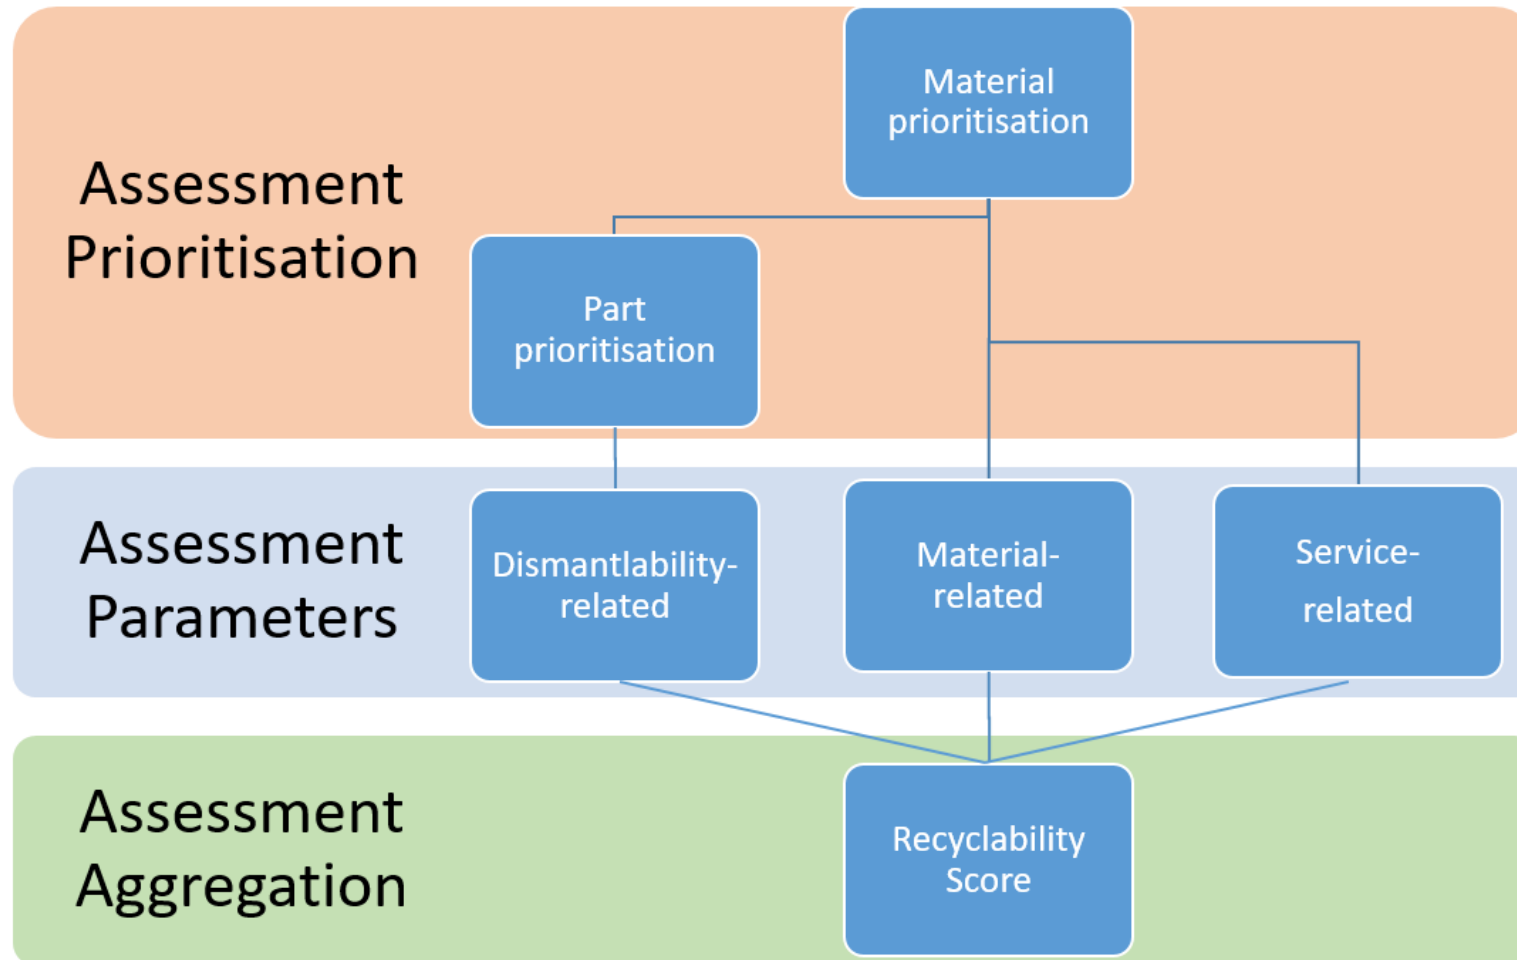 Assessment
Prioritisation
Material
prioritisation
Part
prioritisation
Assessment
Parameters
Dismantlability-
related
Material-
related
Service-
related
Assessment
Aggregation
Recyclability
Score